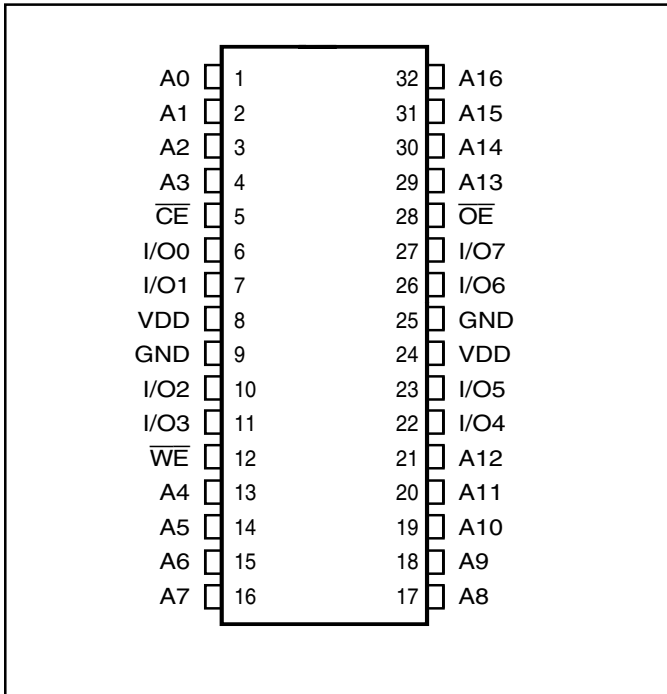 A0 1 32 A16
A1 2 31 A15
A2 3 30 A14
A3 4 29 A13
C̅E̅ 5 28 O̅E̅
I/O0 6 27 I/O7
I/O1 7 26 I/O6
VDD 8 25 GND
GND 9 24 VDD
I/O2 10 23 I/O5
I/O3 11 22 I/O4
W̅E̅ 12 21 A12
A4 13 20 A11
A5 14 19 A10
A6 15 18 A9
A7 16 17 A8